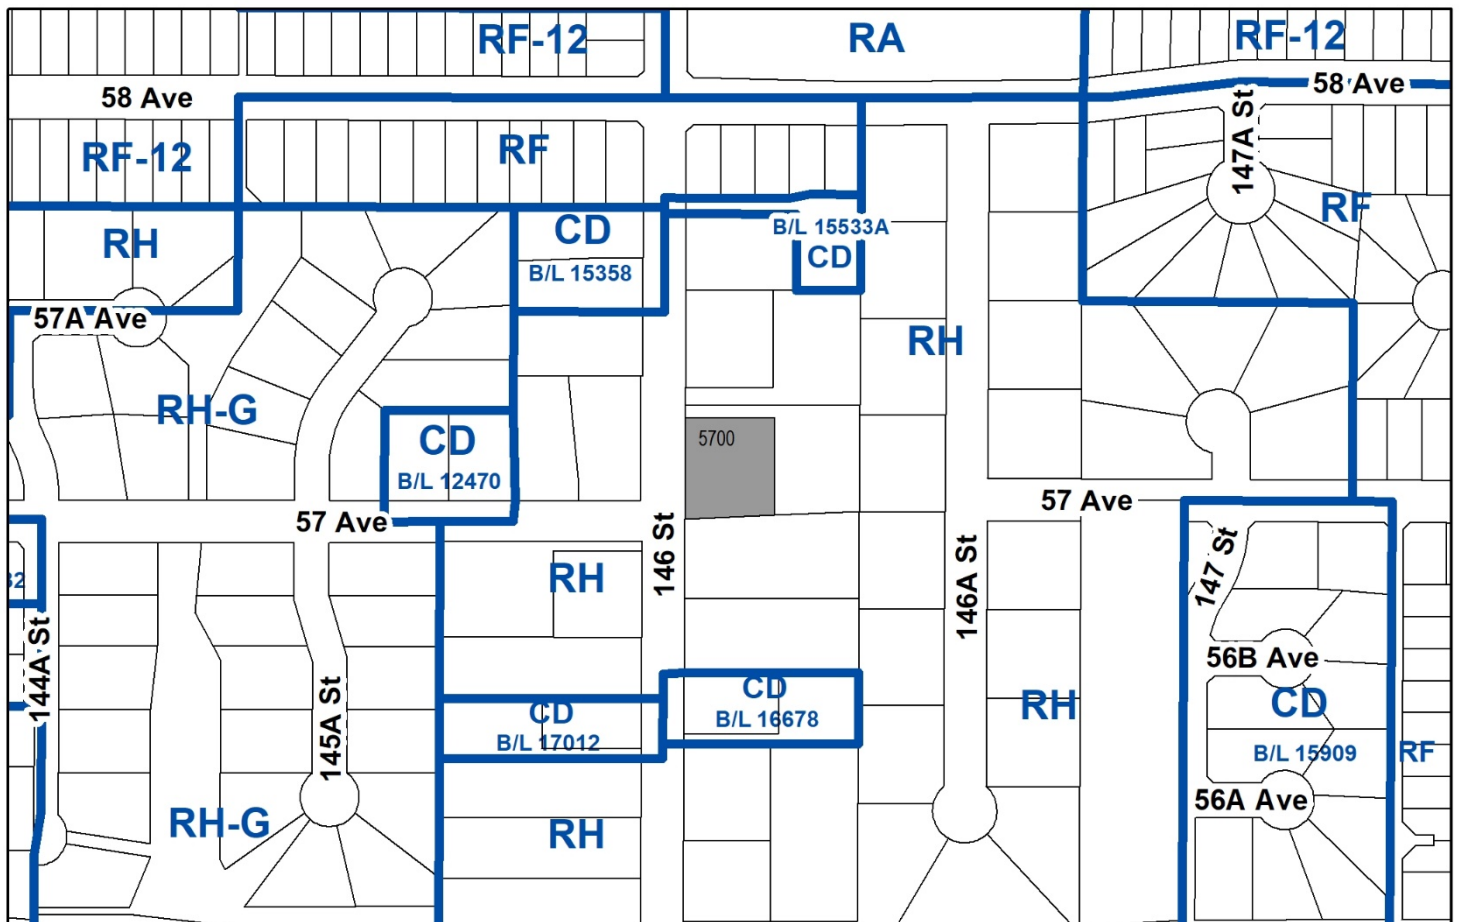 RF-12
RA
RF-12
58 Ave
58 Ave
147A St
RF-12
RF
RF
RH
CD
B/L 15358
B/L 15533A
CD
57A Ave
RH
RH-G
CD
B/L 12470
5700
57 Ave
57 Ave
146 St
146A St
147 St
RH
32
144A St
145A St
56B Ave
CD
B/L 17012
CD
B/L 16678
RH
CD
B/L 15909
RF
56A Ave
RH-G
RH